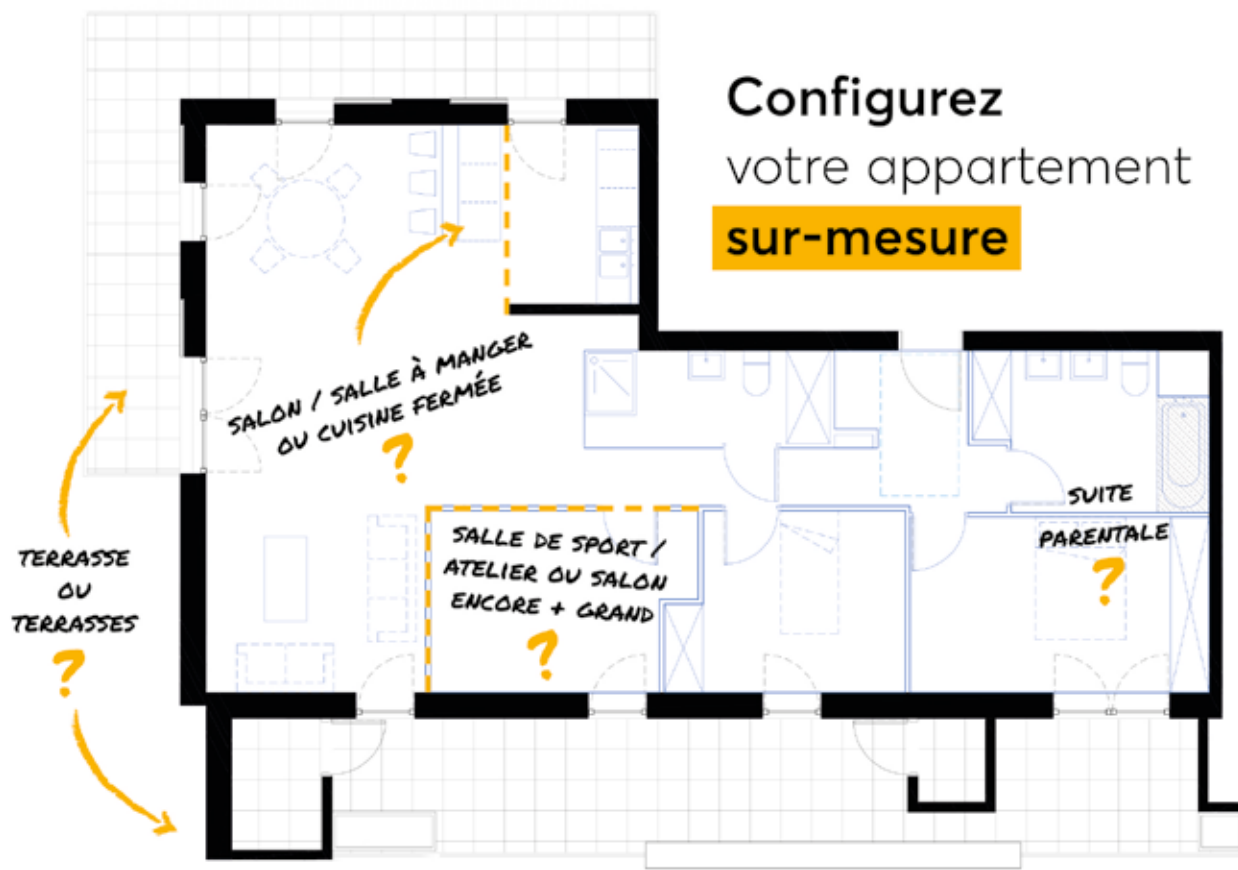 Configurez
votre appartement
sur-mesure
SALON / SALLE À MANGER
OU CUISINE FERMÉE
?
TERRASSE
OU
TERRASSES
?
SALLE DE SPORT /
ATELIER OU SALON
ENCORE + GRAND
?
SUITE
PARENTALE
?